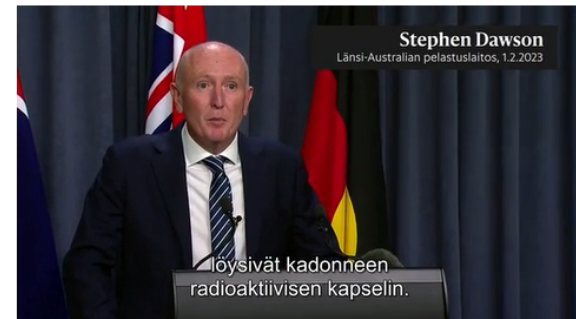 Stephen Dawson
Länsi-Australian pelastuslaitos, 1.2.2023
löysivät kadonneen
radioaktiivisen kapselin.